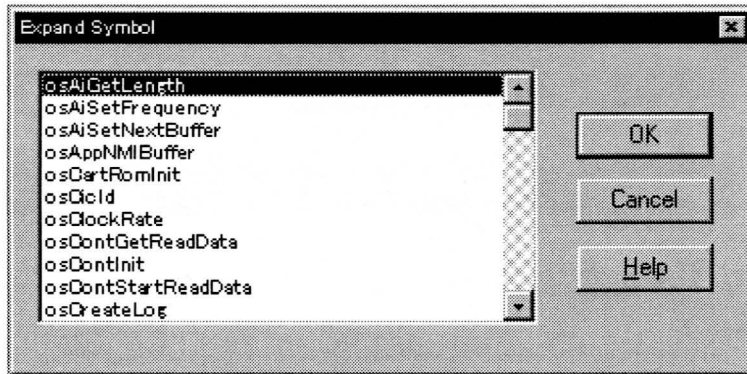 Expand Symbol
osAiGetLength
osAiSetFrequency
osAiSetNextBuffer
osAppNMIBuffer
osCartRomInit
osCicId
osClockRate
osContGetReadData
osContInit
osContStartReadData
osCreateLog
OK
Cancel
Help